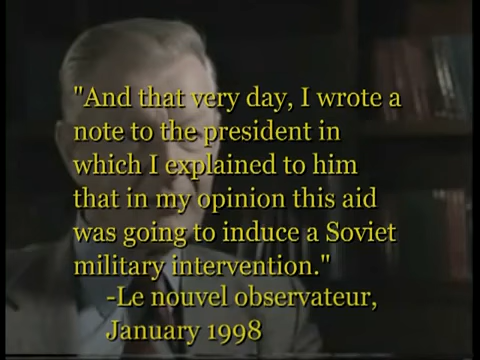 "And that very day, I wrote a
note to the president in
which I explained to him
that in my opinion this aid
was going to induce a Soviet
military intervention."
-Le nouvel observateur,
January 1998